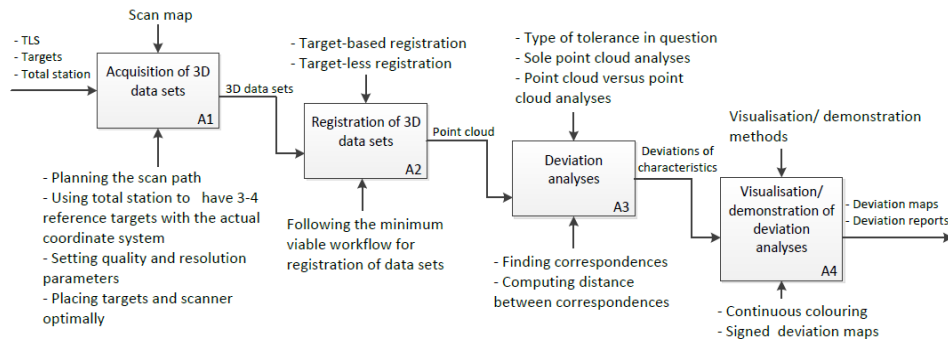 Scan map
- TLS
- Targets
- Total station
Acquisition of 3D
data sets
A1
3D data sets
- Planning the scan path
- Using total station to   have 3-4
reference targets with the actual
coordinate system
- Setting quality and resolution
parameters
- Placing targets and scanner
optimally
- Target-based registration
- Target-less registration
Registration of 3D
data sets
A2
Point cloud
Following the minimum
viable workflow for
registration of data sets
- Type of tolerance in question
- Sole point cloud analyses
- Point cloud versus point
cloud analyses
Deviation
analyses
A3
Deviations of
characteristics
- Finding correspondences
- Computing distance
between correspondences
Visualisation/ demonstration
methods
Visualisation/
demonstration of
deviation
analyses
A4
- Deviation maps
- Deviation reports
- Continuous colouring
- Signed  deviation maps